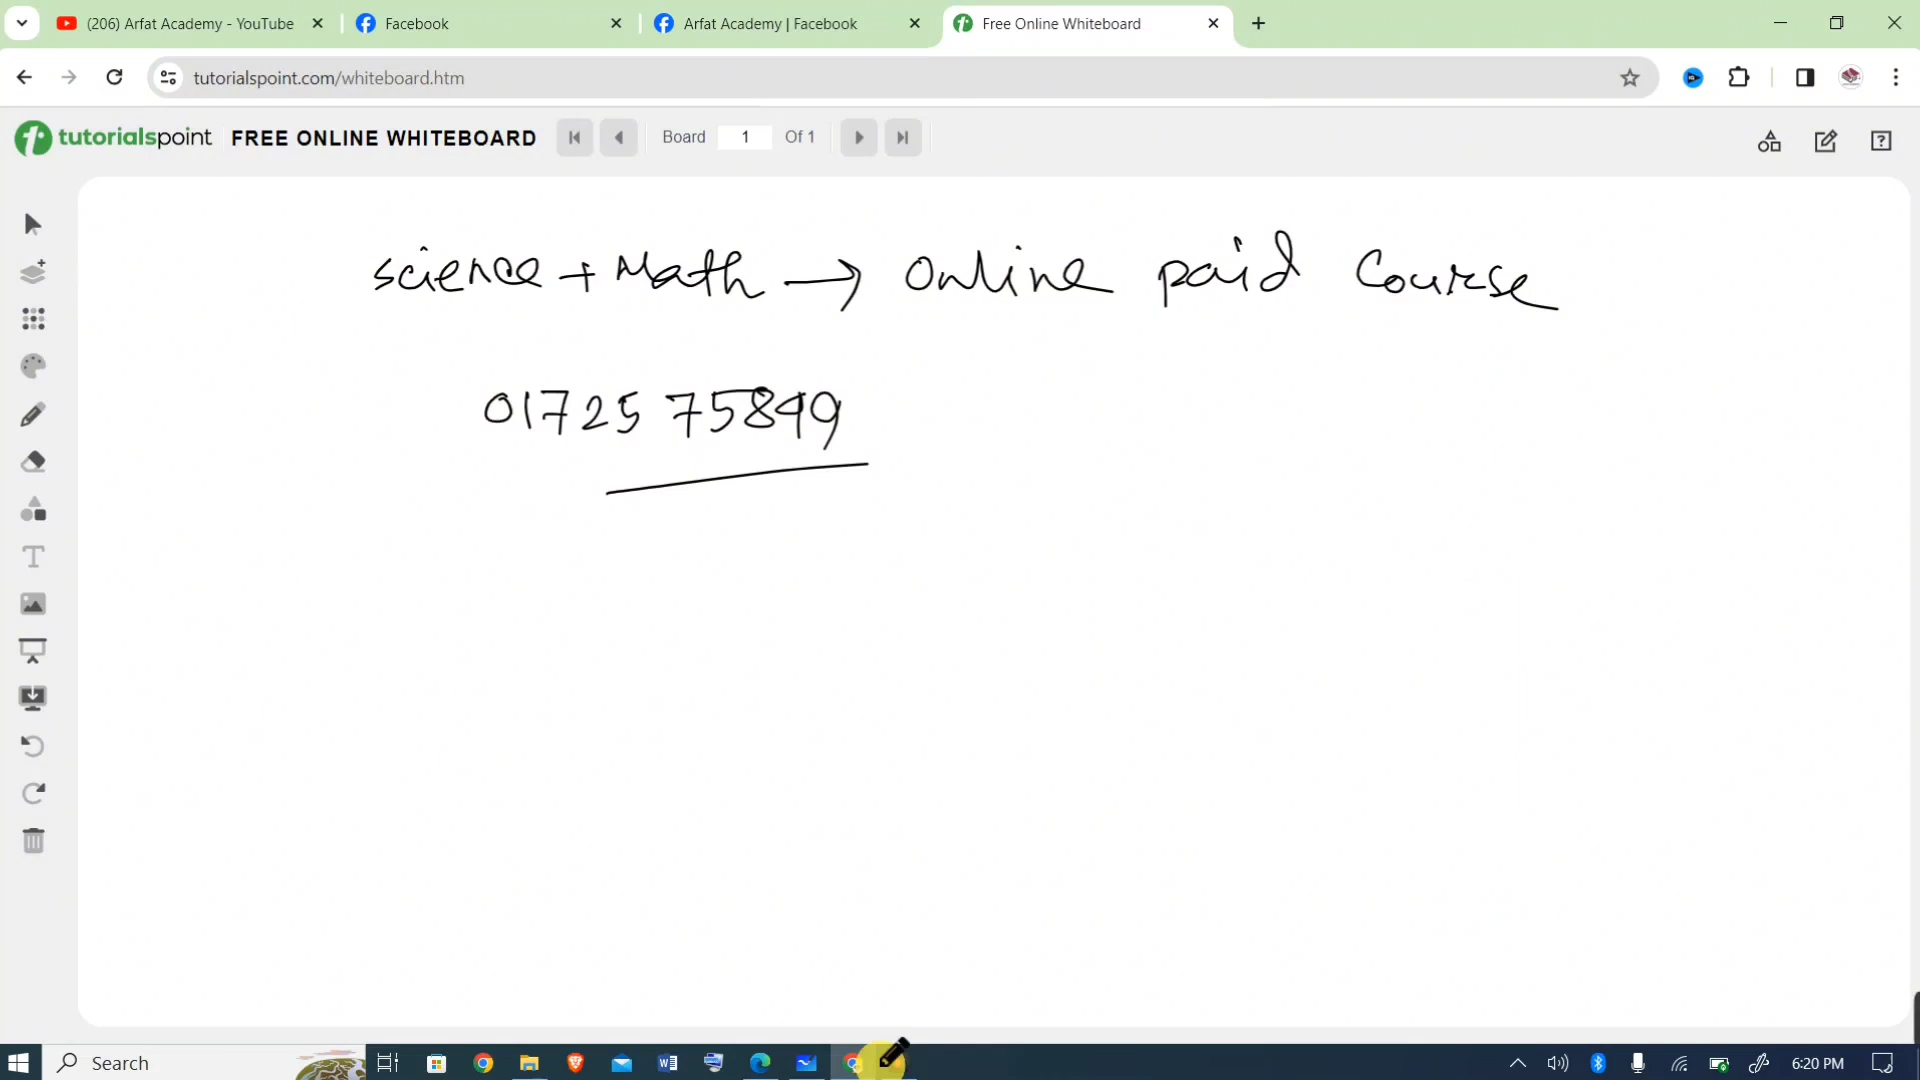 (206) Arfat Academy - YouTube
Facebook
Arfat Academy | Facebook
Free Online Whiteboard
tutorialspoint.com/whiteboard.htm
tutorialspoint FREE ONLINE WHITEBOARD Board 1 Of 1
science + Math → Online paid Course
01725 75849
Search
6:20 PM